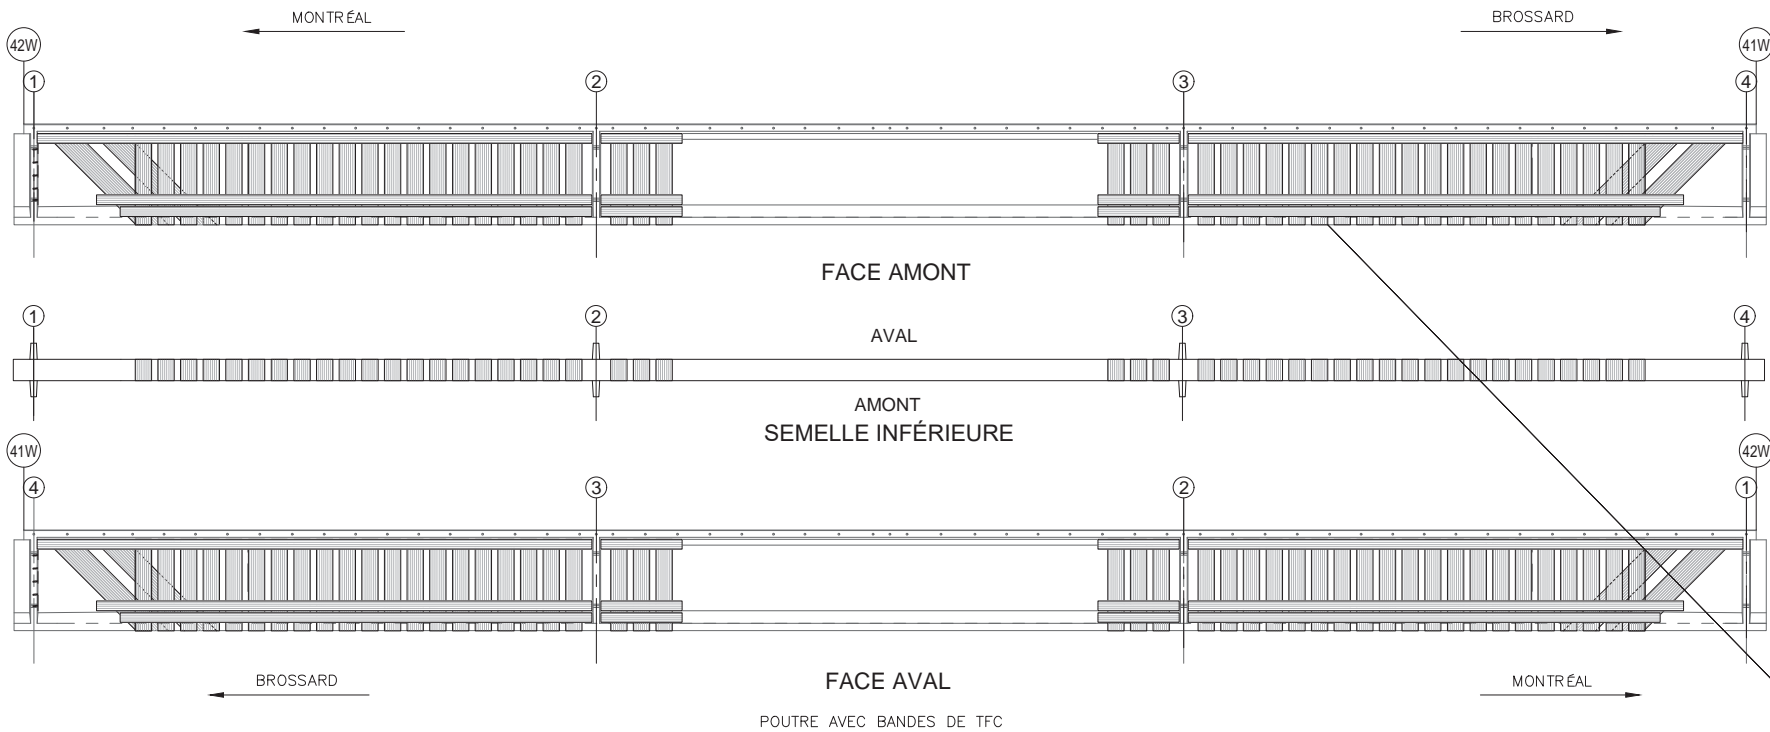 MONTRÉAL
BROSSARD
42W
41W
1
2
3
4
FACE AMONT
1
2
3
4
AVAL
AMONT
SEMELLE INFÉRIEURE
41W
42W
4
3
2
1
FACE AVAL
BROSSARD
MONTRÉAL
POUTRE AVEC BANDES DE TFC